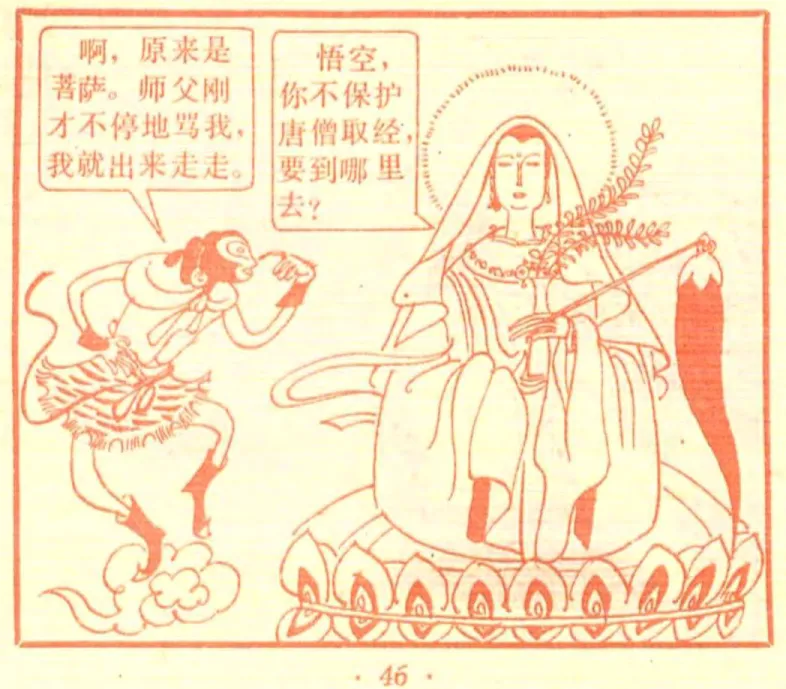 啊，原来是
菩萨。师父刚
才不停地骂我，
我就出来走走。
悟空，
你不保护
唐僧取经，
要到哪里
去？
· 46 ·